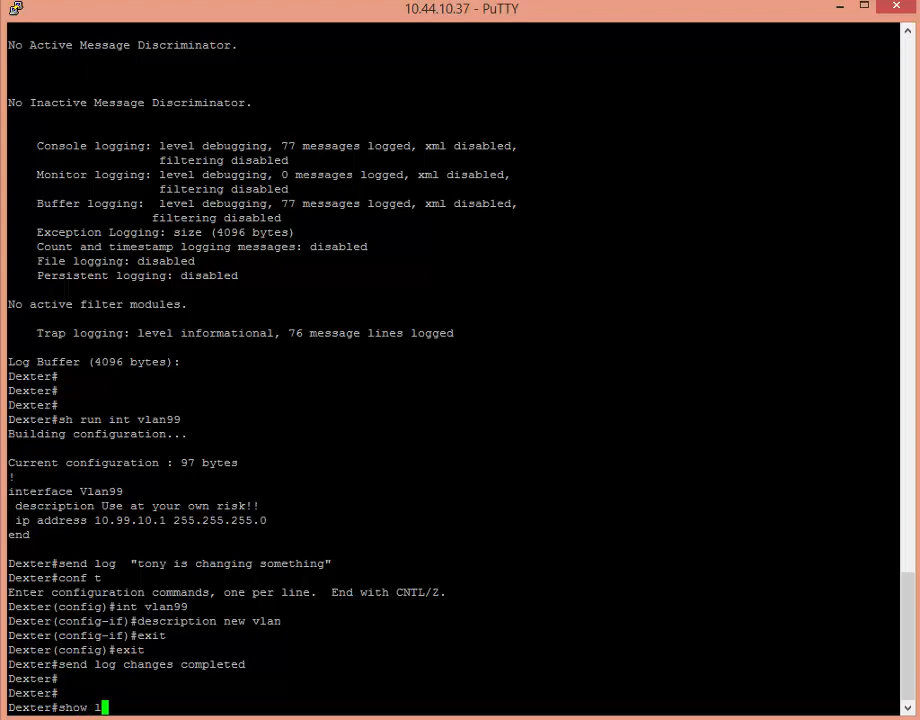 10.44.10.37 - PuTTY
No Active Message Discriminator.
No Inactive Message Discriminator.
Console logging: level debugging, 77 messages logged, xml disabled,
filtering disabled
Monitor logging: level debugging, 0 messages logged, xml disabled,
filtering disabled
Buffer logging:  level debugging, 77 messages logged, xml disabled,
filtering disabled
Exception Logging: size (4096 bytes)
Count and timestamp logging messages: disabled
File logging: disabled
Persistent logging: disabled
No active filter modules.
Trap logging: level informational, 76 message lines logged
Log Buffer (4096 bytes):
Dexter#
Dexter#
Dexter#
Dexter#sh run int vlan99
Building configuration...
Current configuration : 97 bytes
!
interface Vlan99
description Use at your own risk!!
ip address 10.99.10.1 255.255.255.0
end
Dexter#send log  "tony is changing something"
Dexter#conf t
Enter configuration commands, one per line.  End with CNTL/Z.
Dexter(config)#int vlan99
Dexter(config-if)#description new vlan
Dexter(config-if)#exit
Dexter(config)#exit
Dexter#send log changes completed
Dexter#
Dexter#
Dexter#show l